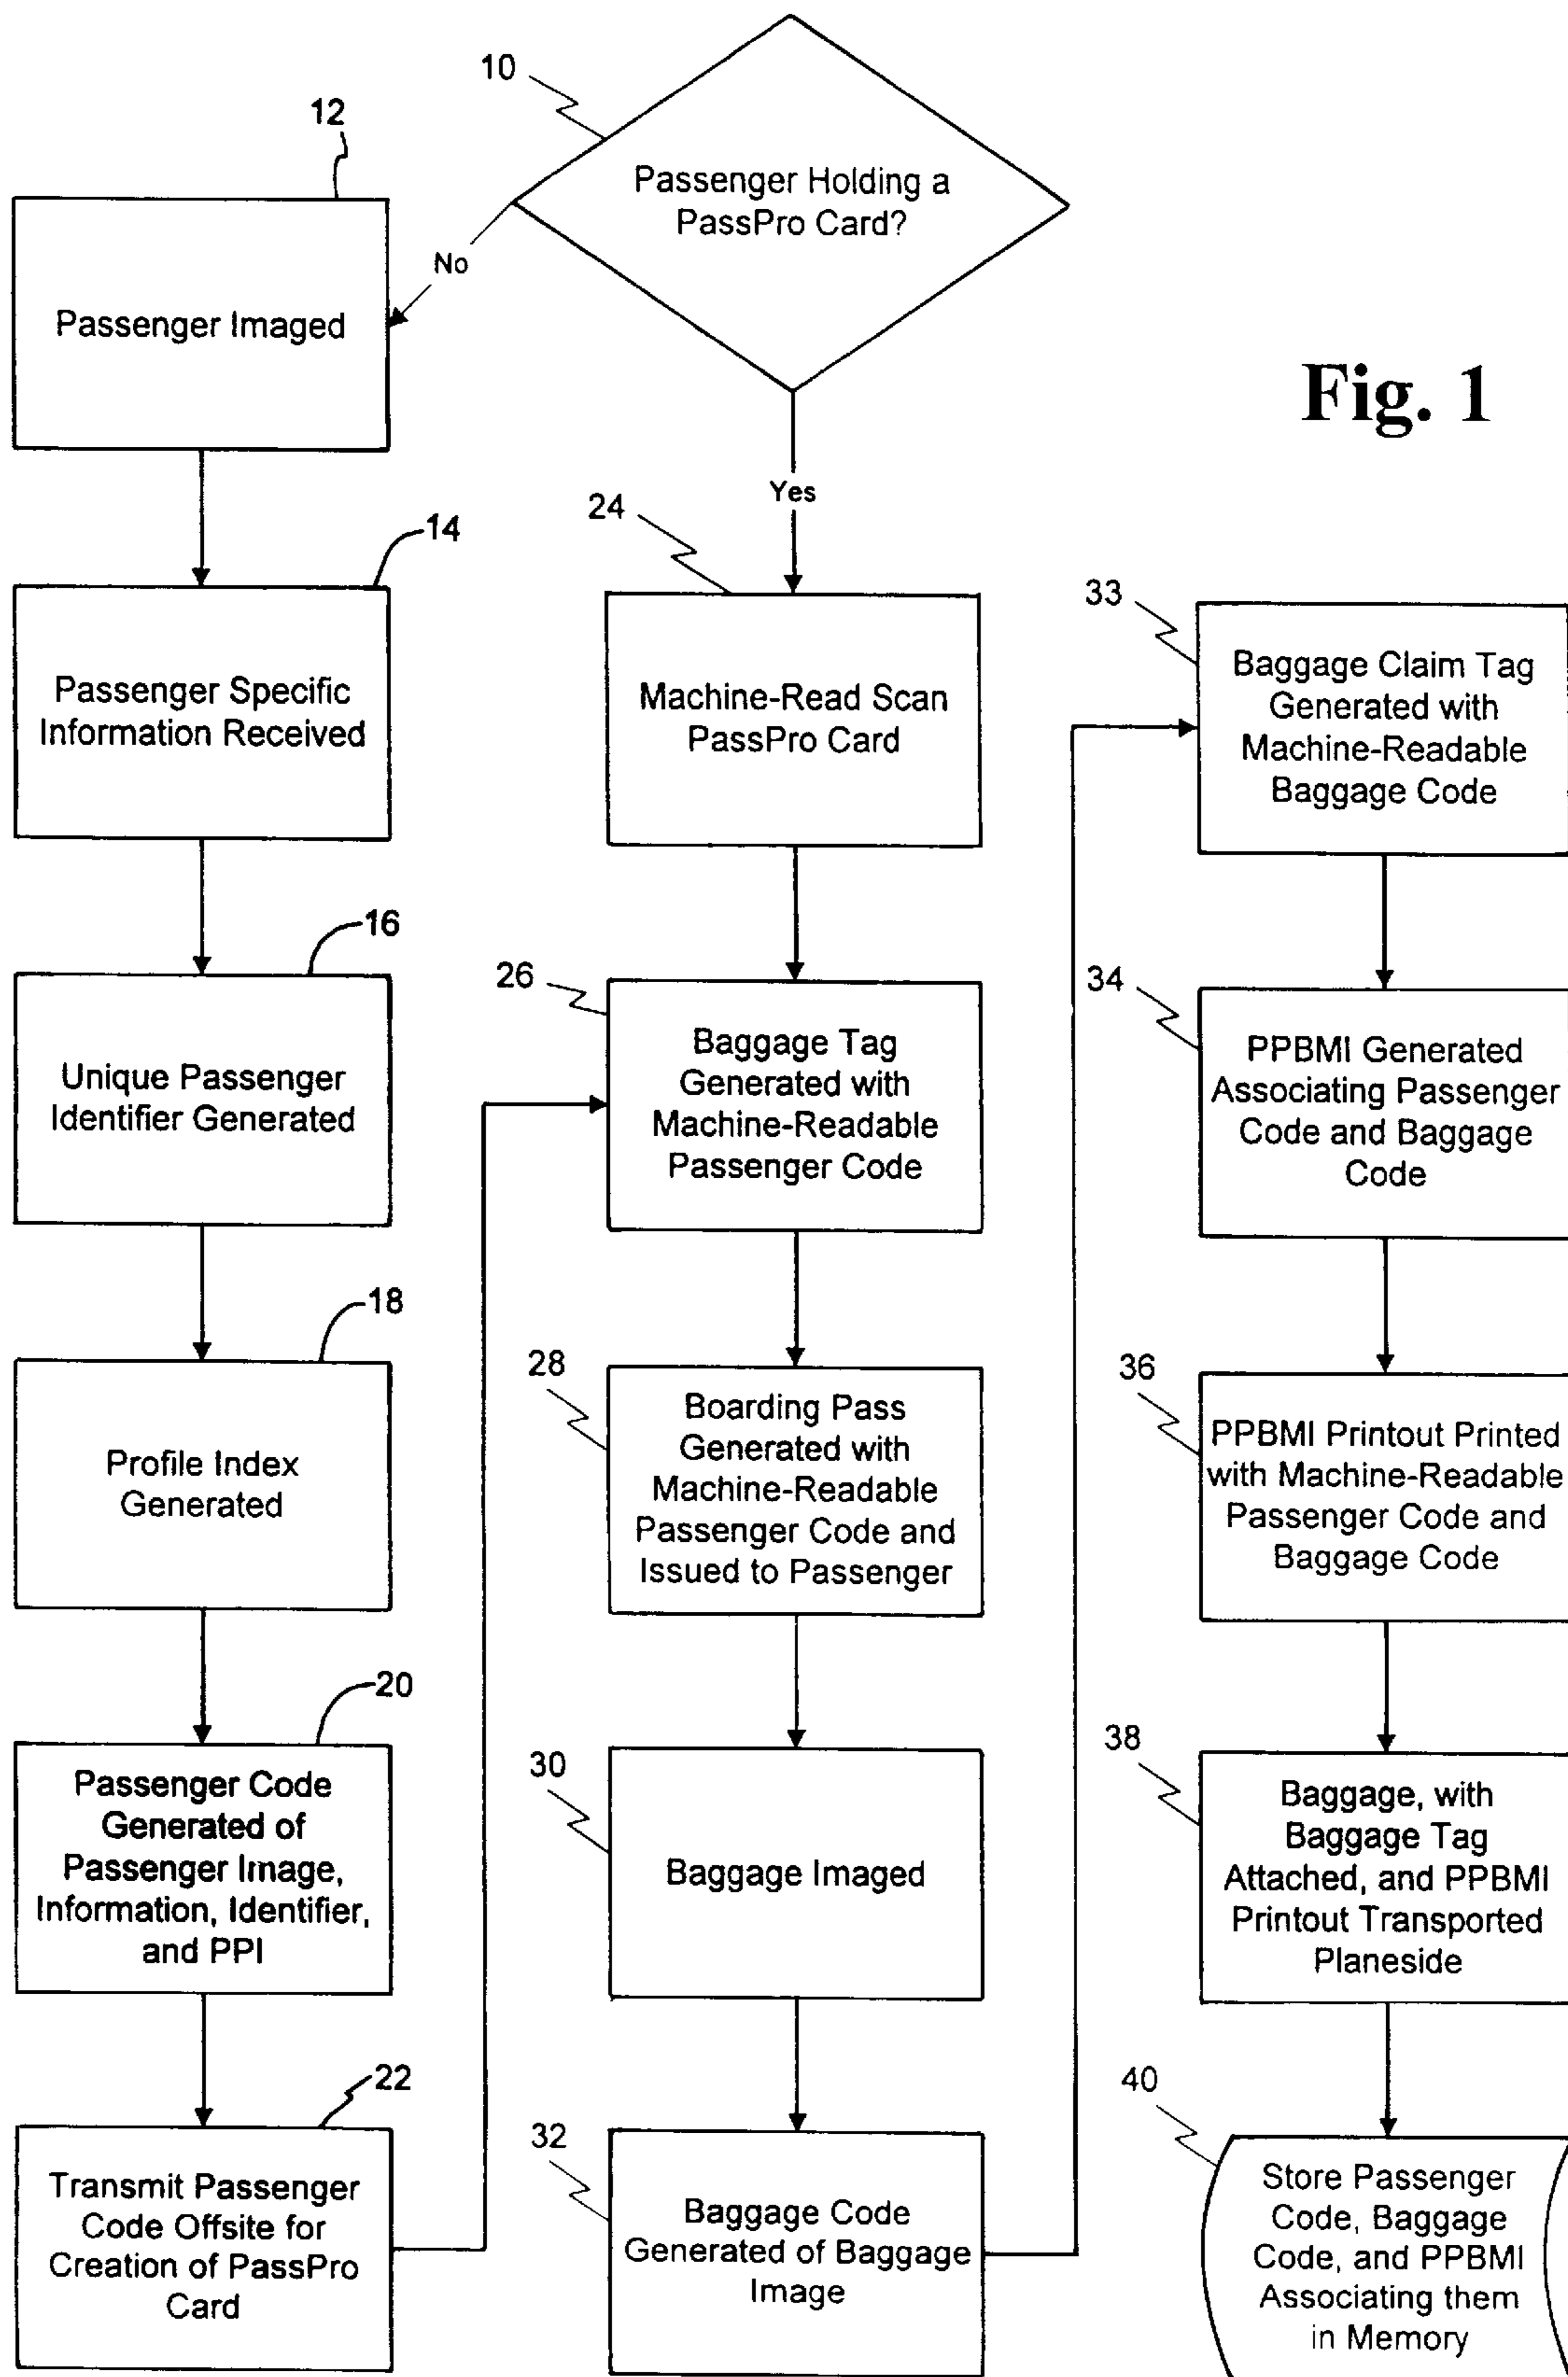 10
Passenger Holding a
PassPro Card?
No
Yes
Fig. 1
12
Passenger Imaged
14
Passenger Specific
Information Received
16
Unique Passenger
Identifier Generated
18
Profile Index
Generated
20
Passenger Code
Generated of
Passenger Image,
Information, Identifier,
and PPI
22
Transmit Passenger
Code Offsite for
Creation of PassPro
Card
24
Machine-Read Scan
PassPro Card
26
Baggage Tag
Generated with
Machine-Readable
Passenger Code
28
Boarding Pass
Generated with
Machine-Readable
Passenger Code and
Issued to Passenger
30
Baggage Imaged
32
Baggage Code
Generated of Baggage
Image
33
Baggage Claim Tag
Generated with
Machine-Readable
Baggage Code
34
PPBMI Generated
Associating Passenger
Code and Baggage
Code
36
PPBMI Printout Printed
with Machine-Readable
Passenger Code and
Baggage Code
38
Baggage, with
Baggage Tag
Attached, and PPBMI
Printout Transported
Planeside
40
Store Passenger
Code, Baggage
Code, and PPBMI
Associating them
in Memory